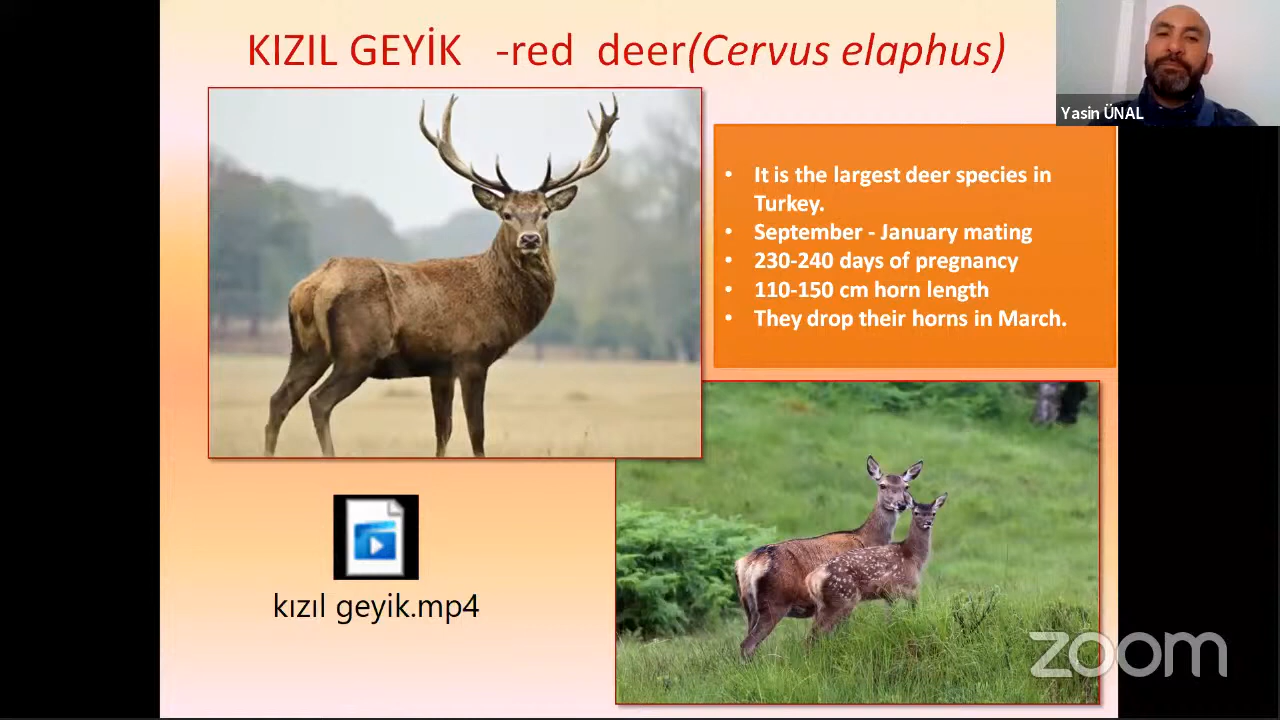 KIZIL GEYİK -red deer(Cervus elaphus)
Yasin ÜNAL
• It is the largest deer species in
Turkey.
• September - January mating
• 230-240 days of pregnancy
• 110-150 cm horn length
• They drop their horns in March.
kızıl geyik.mp4
zoom